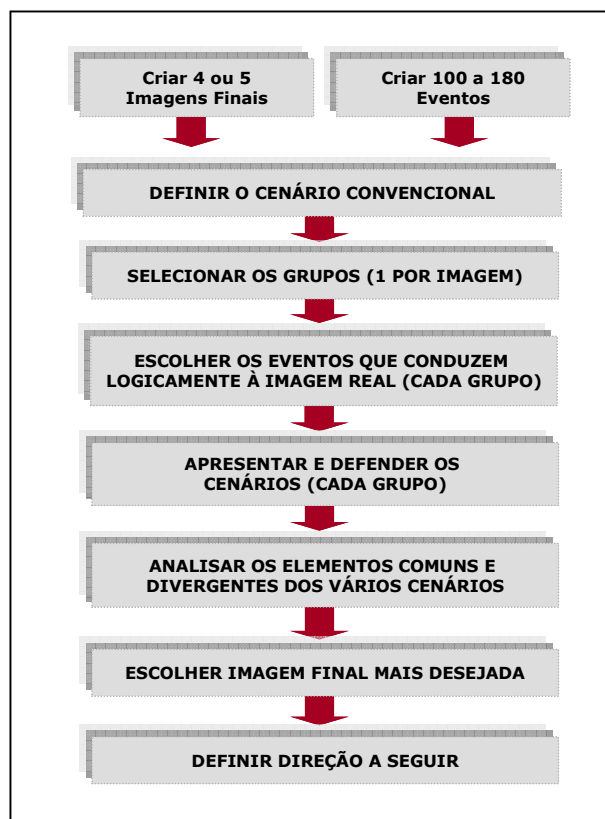 Criar 4 ou 5
Imagens Finais
Criar 100 a 180
Eventos
DEFINIR O CENÁRIO CONVENCIONAL
SELECIONAR OS GRUPOS (1 POR IMAGEM)
ESCOLHER OS EVENTOS QUE CONDUZEM
LOGICAMENTE À IMAGEM REAL (CADA GRUPO)
APRESENTAR E DEFENDER OS
CENÁRIOS (CADA GRUPO)
ANALISAR OS ELEMENTOS COMUNS E
DIVERGENTES DOS VÁRIOS CENÁRIOS
ESCOLHER IMAGEM FINAL MAIS DESEJADA
DEFINIR DIREÇÃO A SEGUIR